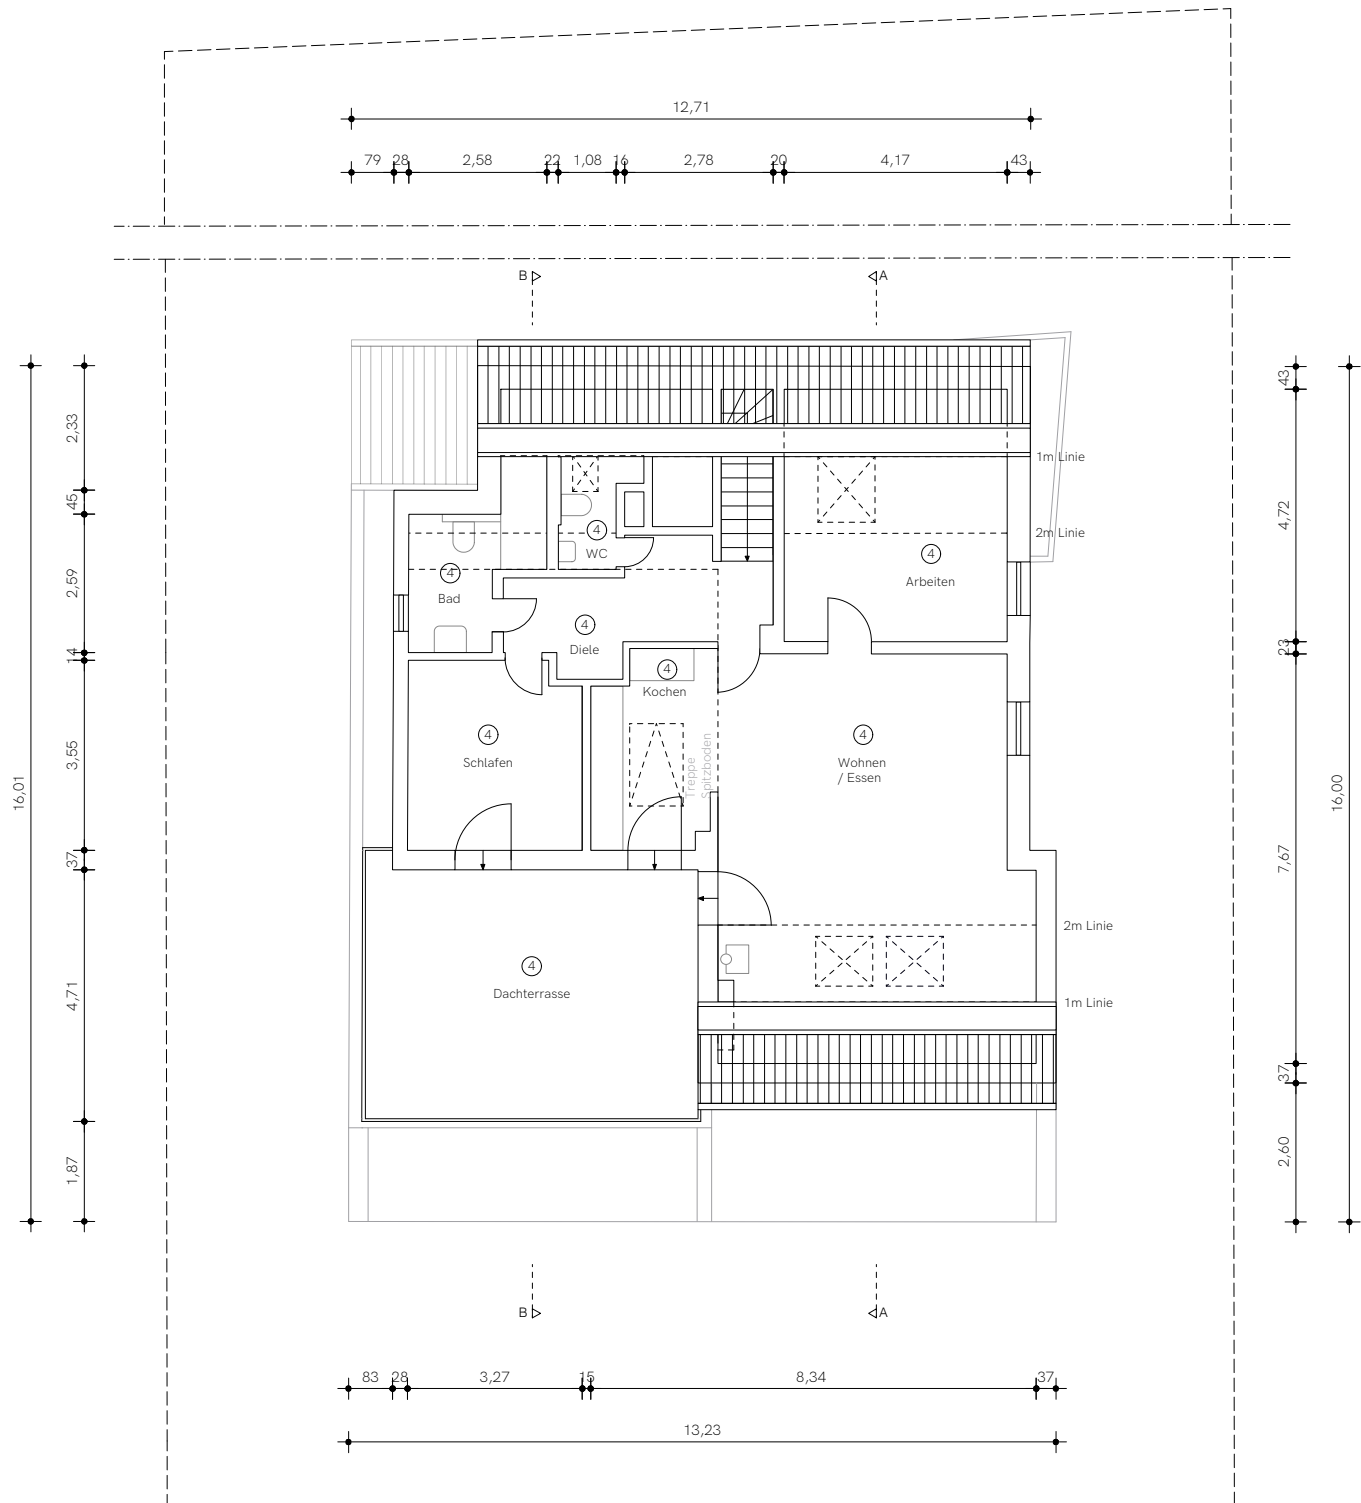 12,71
79 28 2,58 22 1,08 16 2,78 20 4,17 43
B
A
43
2,33
1m Linie
45
4,72
4
WC
2m Linie
4
Arbeiten
4
Bad
2,59
4
Diele
14
23
4
Kochen
4
Schlafen
4
Wohnen
/ Essen
Treppe
Spitzboden
3,55
16,01
16,00
37
7,67
2m Linie
4
Dachterrasse
4,71
1m Linie
37
1,87
2,60
B
A
83 28 3,27 15 8,34 37
13,23